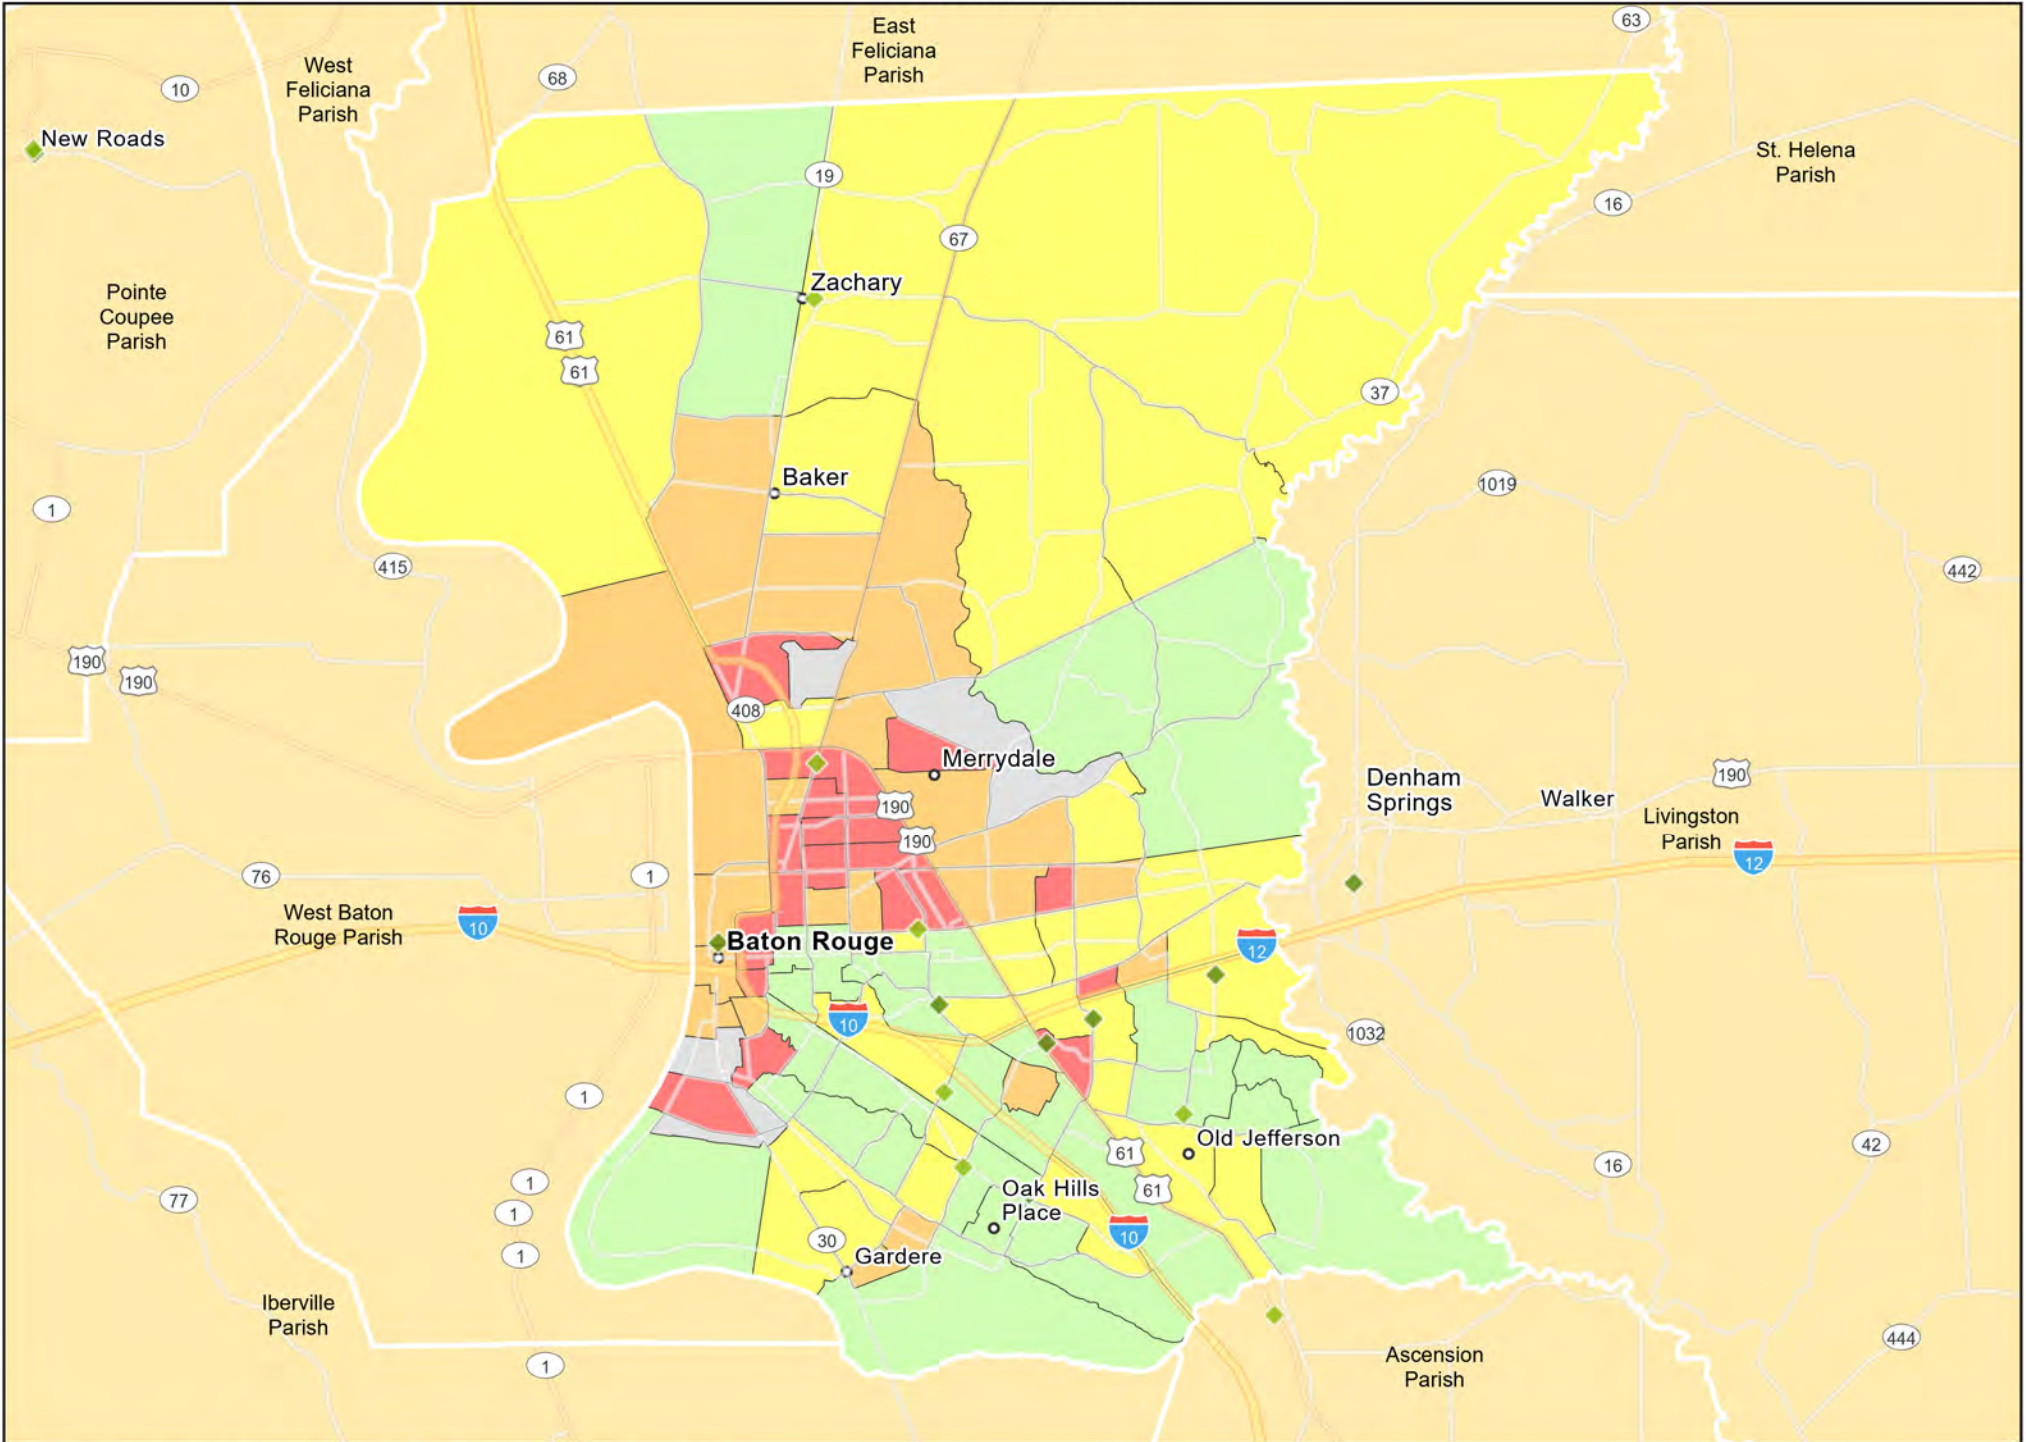 63
East
Feliciana
Parish
West
Feliciana
Parish
68
10
New Roads
St. Helena
Parish
19
16
67
Zachary
Pointe
Coupee
Parish
61
61
37
Baker
1019
1
415
442
190
190
408
Merrydale
Denham
Springs
190
Walker
190
Livingston
Parish
190
12
76
1
West Baton
Rouge Parish
10
Baton Rouge
12
10
1032
1
Old Jefferson
42
61
16
1
Oak Hills
Place
61
77
1
10
30
1
Gardere
Iberville
Parish
444
1
Ascension
Parish